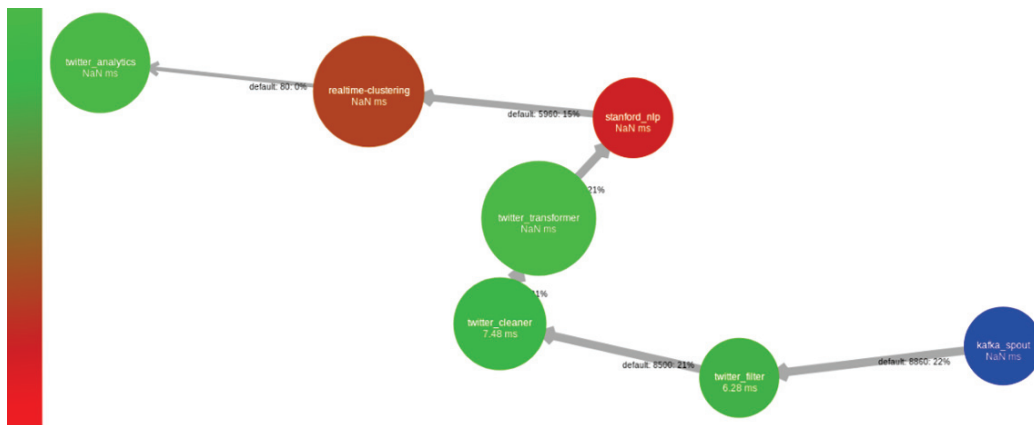 twitter_analytics
NaN ms
default: 80: 0%
realtime-clustering
NaN ms
default: 5960: 15%
stanford_nlp
NaN ms
21%
twitter_transformer
NaN ms
twitter_cleaner
7.48 ms
default: 8500: 21%
twitter_filter
6.28 ms
default: 8860: 22%
kafka_spout
NaN ms